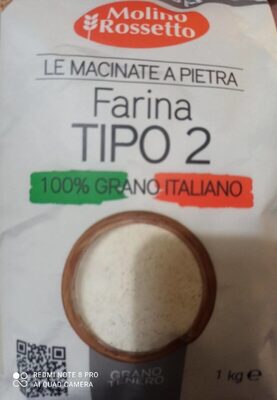 Molino
Rossetto
LE MACINATE A PIETRA
Farina
TIPO 2
100% GRANO ITALIANO
GRANO
TENERO
1 kg e
REDMI NOTE 8 PRO
AI QUAD CAMERA